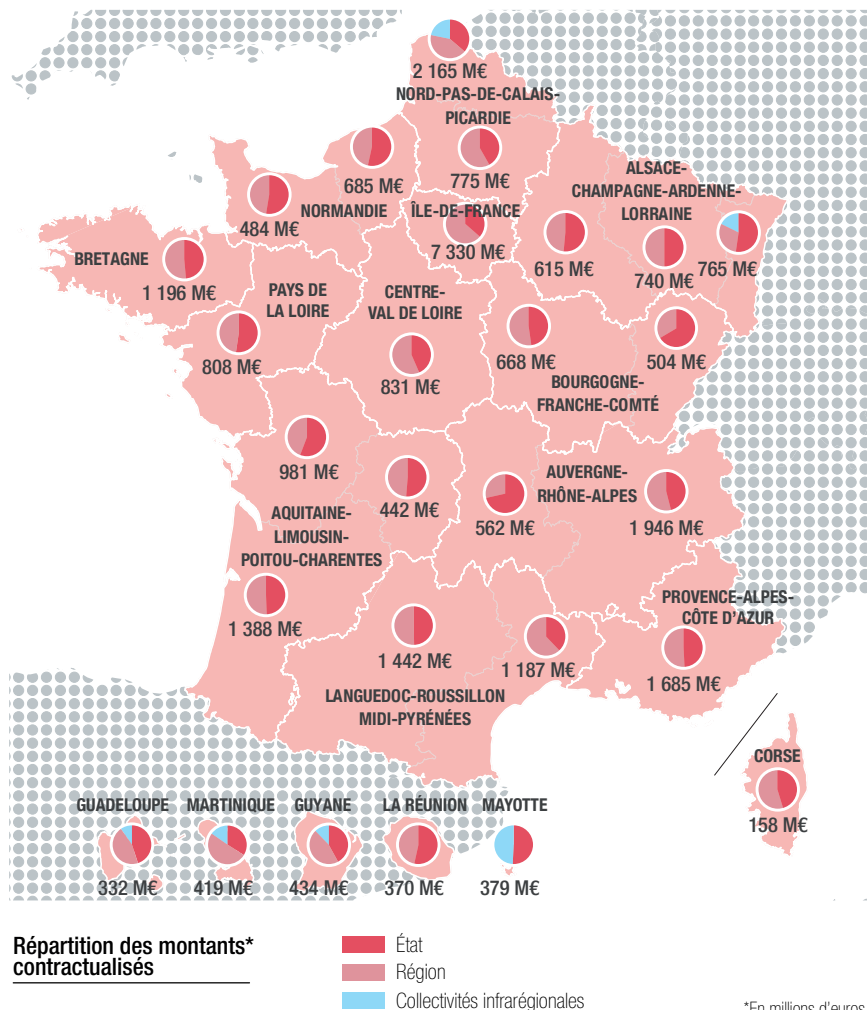 2 165 M€
NORD-PAS-DE-CALAIS-
PICARDIE
685 M€
775 M€
ALSACE-
CHAMPAGNE-ARDENNE-
LORRAINE
484 M€
NORMANDIE
ÎLE-DE-FRANCE
7 330 M€
615 M€
740 M€
765 M€
BRETAGNE
1 196 M€
PAYS DE
LA LOIRE
808 M€
CENTRE-
VAL DE LOIRE
831 M€
668 M€
504 M€
BOURGOGNE-
FRANCHE-COMTÉ
981 M€
442 M€
562 M€
AUVERGNE-
RHÔNE-ALPES
1 946 M€
AQUITAINE-
LIMOUSIN-
POITOU-CHARENTES
1 388 M€
1 442 M€
1 187 M€
LANGUEDOC-ROUSSILLON
MIDI-PYRÉNÉES
PROVENCE-ALPES-
CÔTE D'AZUR
1 685 M€
CORSE
158 M€
GUADELOUPE
332 M€
MARTINIQUE
419 M€
GUYANE
434 M€
LA RÉUNION
370 M€
MAYOTTE
379 M€
Répartition des montants*
contractualisés
État
Région
Collectivités infrarégionales
*En millions d'euros